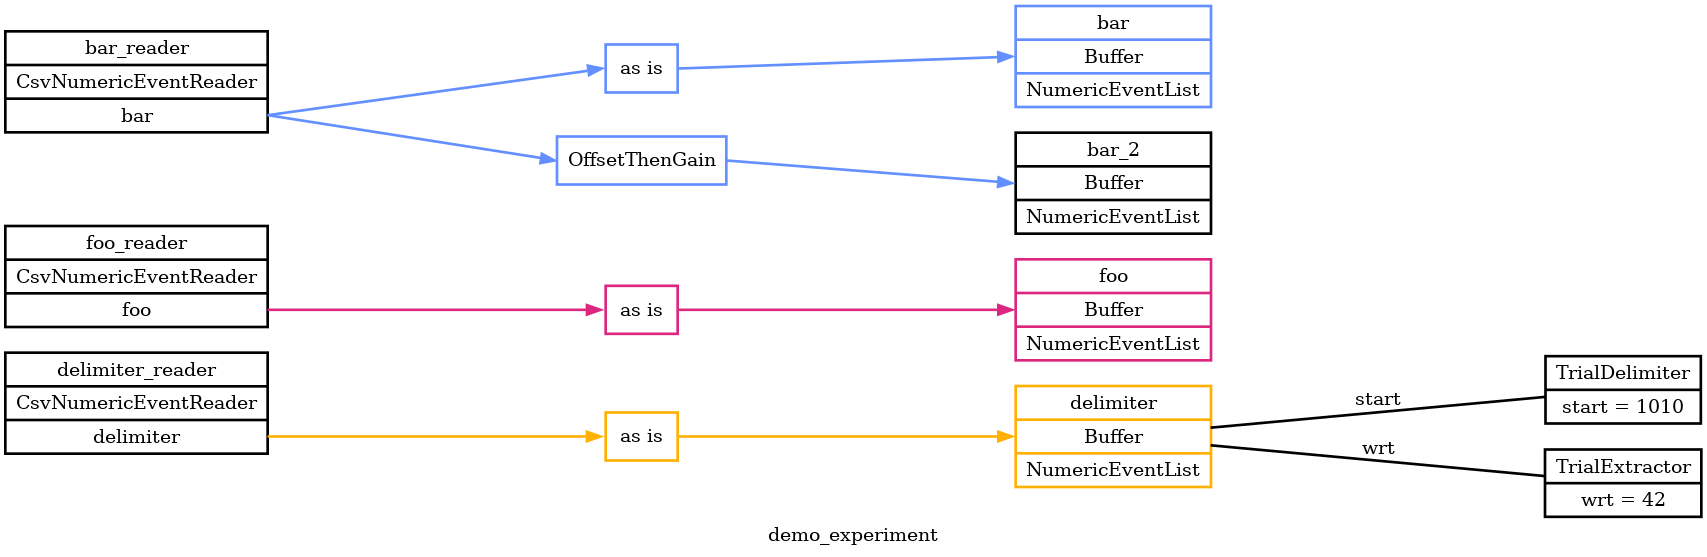 bar_reader
CsvNumericEventReader
bar
as is
OffsetThenGain
bar
Buffer
NumericEventList
bar_2
Buffer
NumericEventList
foo_reader
CsvNumericEventReader
foo
as is
foo
Buffer
NumericEventList
delimiter_reader
CsvNumericEventReader
delimiter
as is
delimiter
Buffer
NumericEventList
start
wrt
TrialDelimiter
start = 1010
TrialExtractor
wrt = 42
demo_experiment